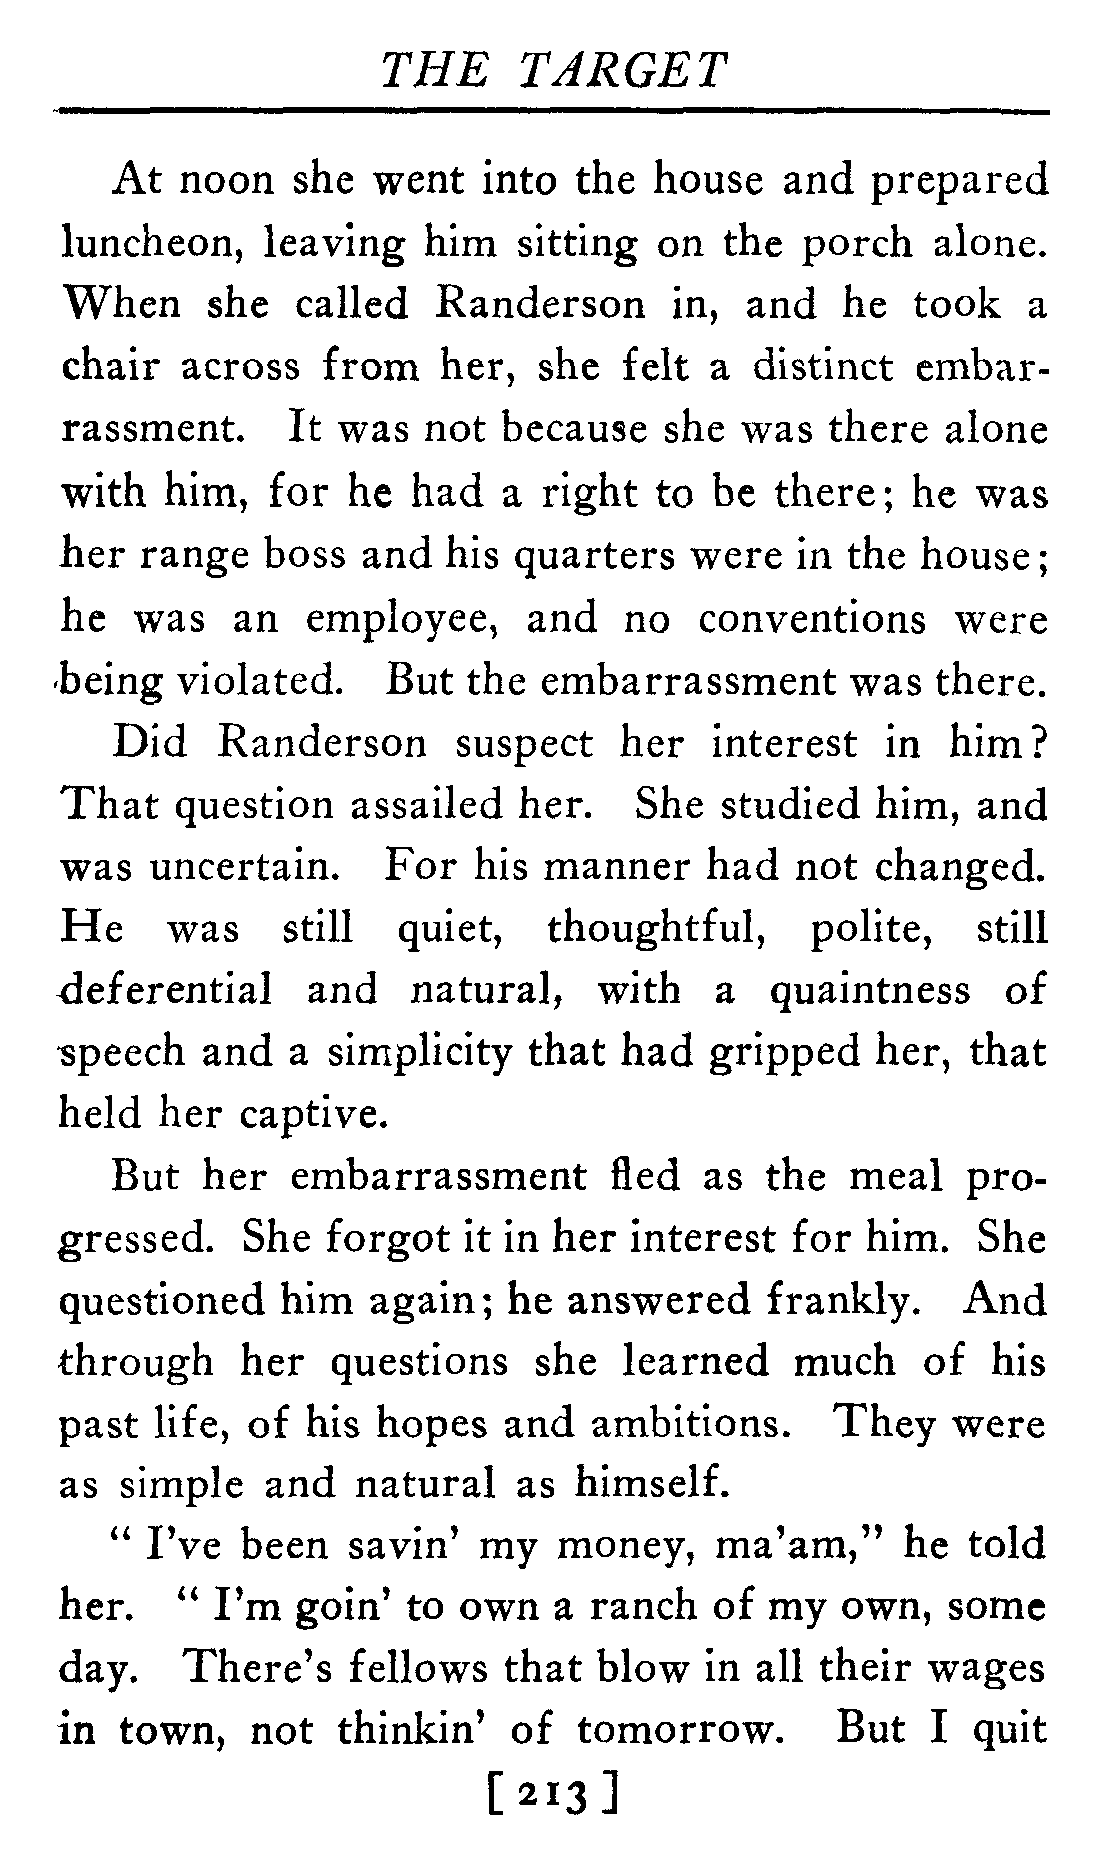 THE TARGET
At noon she went into the house and prepared
luncheon, leaving him sitting on the porch alone.
When she called Randerson in, and he took a
chair across from her, she felt a distinct embar-
rassment. It was not because she was there alone
with him, for he had a right to be there; he was
her range boss and his quarters were in the house;
he was an employee, and no conventions were
being violated. But the embarrassment was there.
Did Randerson suspect her interest in him?
That question assailed her. She studied him, and
was uncertain. For his manner had not changed.
He was still quiet, thoughtful, polite, still
deferential and natural, with a quaintness of
speech and a simplicity that had gripped her, that
held her captive.
But her embarrassment fled as the meal pro-
gressed. She forgot it in her interest for him. She
questioned him again; he answered frankly. And
through her questions she learned much of his
past life, of his hopes and ambitions. They were
as simple and natural as himself.
“ I’ve been savin’ my money, ma’am,” he told
her. “ I’m goin’ to own a ranch of my own, some
day. There’s fellows that blow in all their wages
in town, not thinkin’ of tomorrow. But I quit
[ 213 ]